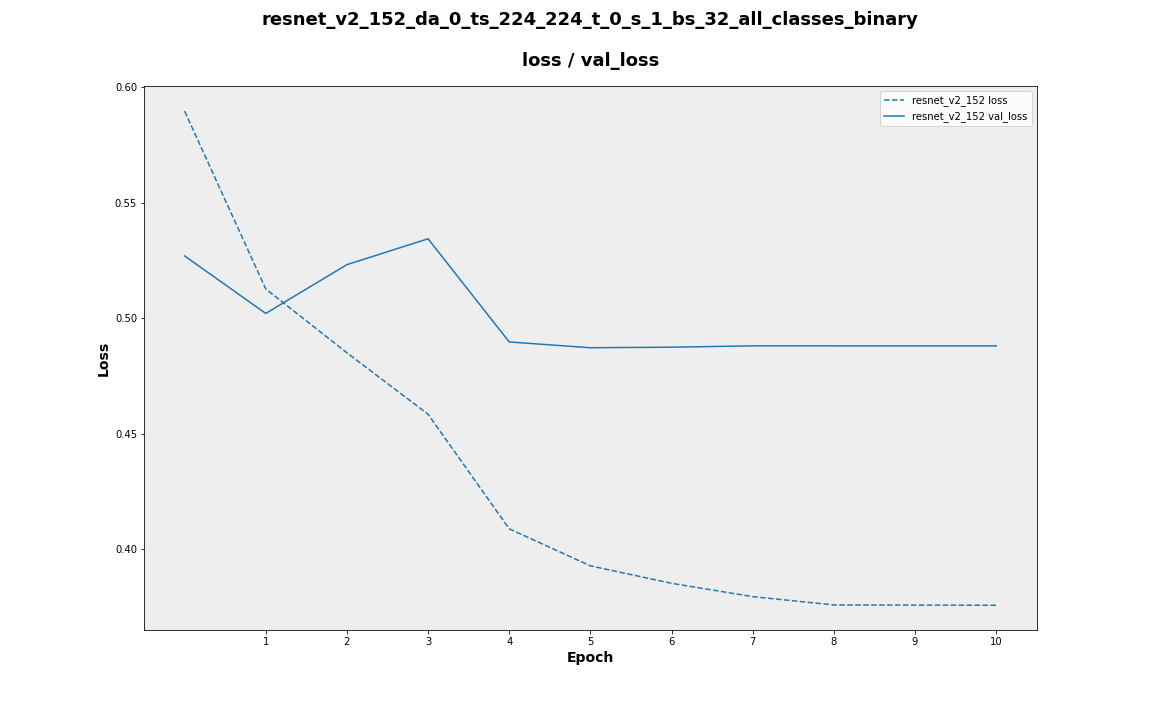 resnet_v2_152_da_0_ts_224_224_t_0_s_1_bs_32_all_classes_binary
loss / val_loss
resnet_v2_152 loss
resnet_v2_152 val_loss
0.60
0.55
0.50
0.45
0.40
Loss
1 2 3 4 5 6 7 8 9 10
Epoch